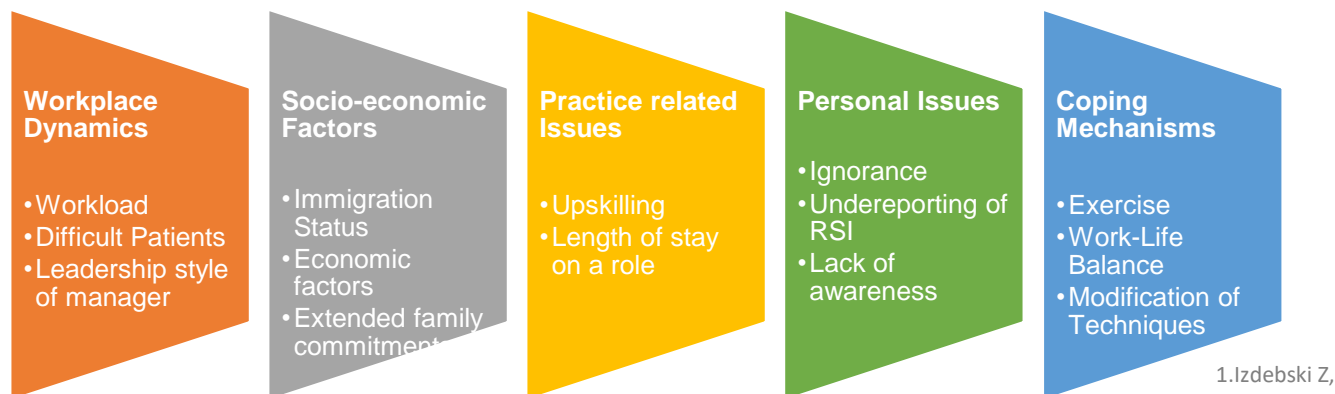 Workplace
Dynamics
•Workload
•Difficult Patients
•Leadership style
of manager
Socio-economic
Factors
•Immigration
Status
•Economic
factors
•Extended family
commitments
Practice related
Issues
•Upskilling
•Length of stay
on a role
Personal Issues
•Ignorance
•Undereporting of
RSI
•Lack of
awareness
Coping
Mechanisms
•Exercise
•Work-Life
Balance
•Modification of
Techniques
1.Izdebski Z,